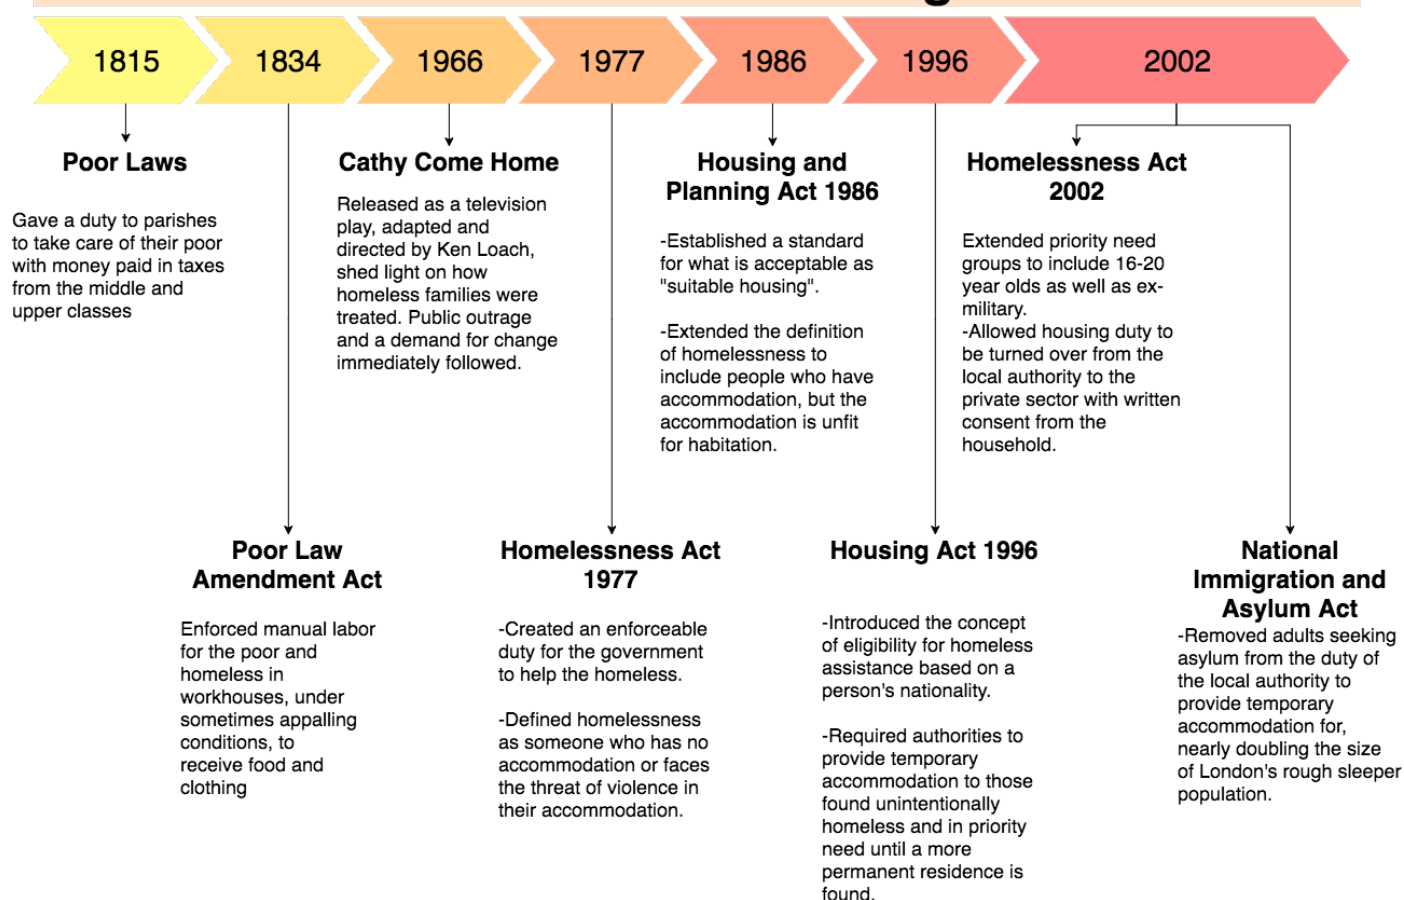 1815 1834 1966 1977 1986 1996 2002
Poor Laws
Gave a duty to parishes
to take care of their poor
with money paid in taxes
from the middle and
upper classes
Poor Law
Amendment Act
Enforced manual labor
for the poor and
homeless in
workhouses, under
sometimes appalling
conditions, to
receive food and
clothing
Cathy Come Home
Released as a television
play, adapted and
directed by Ken Loach,
shed light on how
homeless families were
treated. Public outrage
and a demand for change
immediately followed.
Homelessness Act
1977
-Created an enforceable
duty for the government
to help the homeless.
-Defined homelessness
as someone who has no
accommodation or faces
the threat of violence in
their accommodation.
Housing and
Planning Act 1986
-Established a standard
for what is acceptable as
"suitable housing".
-Extended the definition
of homelessness to
include people who have
accommodation, but the
accommodation is unfit
for habitation.
Housing Act 1996
-Introduced the concept
of eligibility for homeless
assistance based on a
person's nationality.
-Required authorities to
provide temporary
accommodation to those
found unintentionally
homeless and in priority
need until a more
permanent residence is
found.
Homelessness Act
2002
Extended priority need
groups to include 16-20
year olds as well as ex-
military.
-Allowed housing duty to
be turned over from the
local authority to the
private sector with written
consent from the
household.
National
Immigration and
Asylum Act
-Removed adults seeking
asylum from the duty of
the local authority to
provide temporary
accommodation for,
nearly doubling the size
of London's rough sleeper
population.